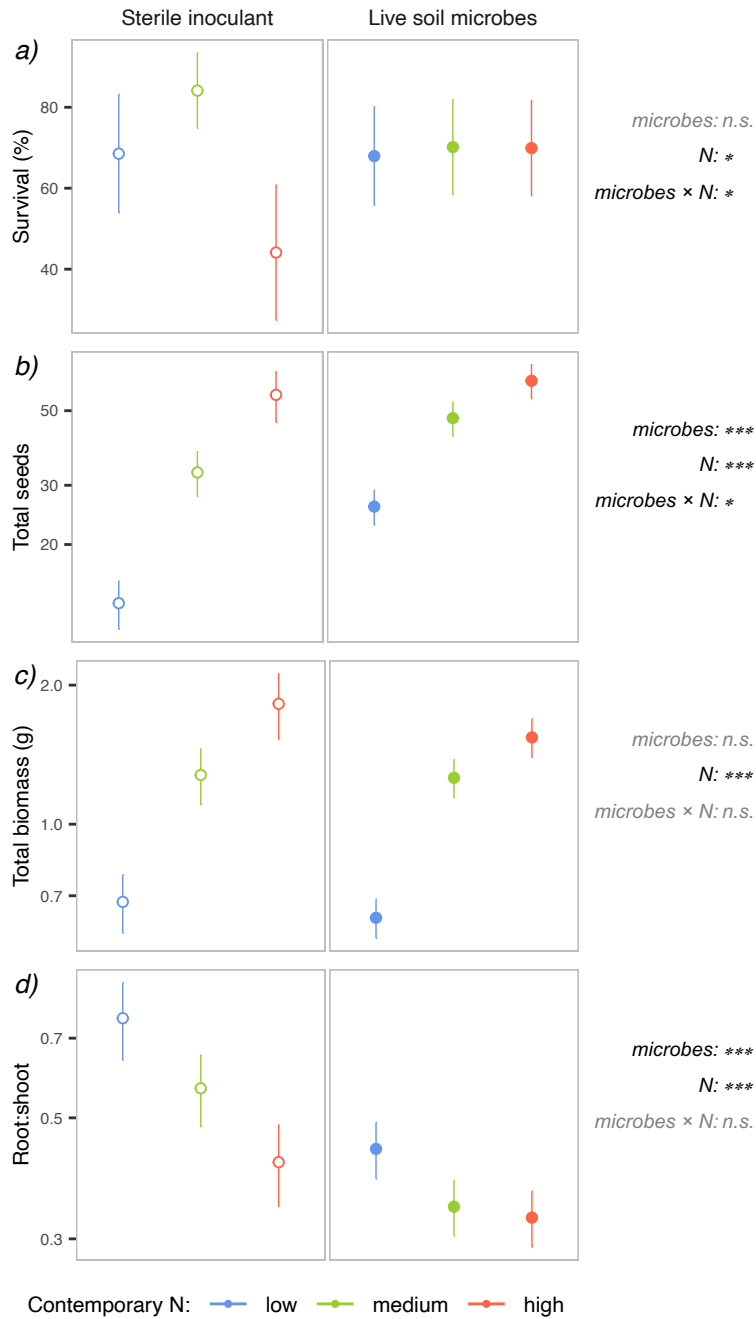 Sterile inoculant Live soil microbes
a)
Survival (%)
80
60
40
microbes: n.s.
N: *
microbes × N: *
b)
Total seeds
50
30
20
microbes: ***
N: ***
microbes × N: *
c)
Total biomass (g)
2.0
1.0
0.7
microbes: n.s.
N: ***
microbes × N: n.s.
d)
Root:shoot
0.7
0.5
0.3
microbes: ***
N: ***
microbes × N: n.s.
Contemporary N: low medium high